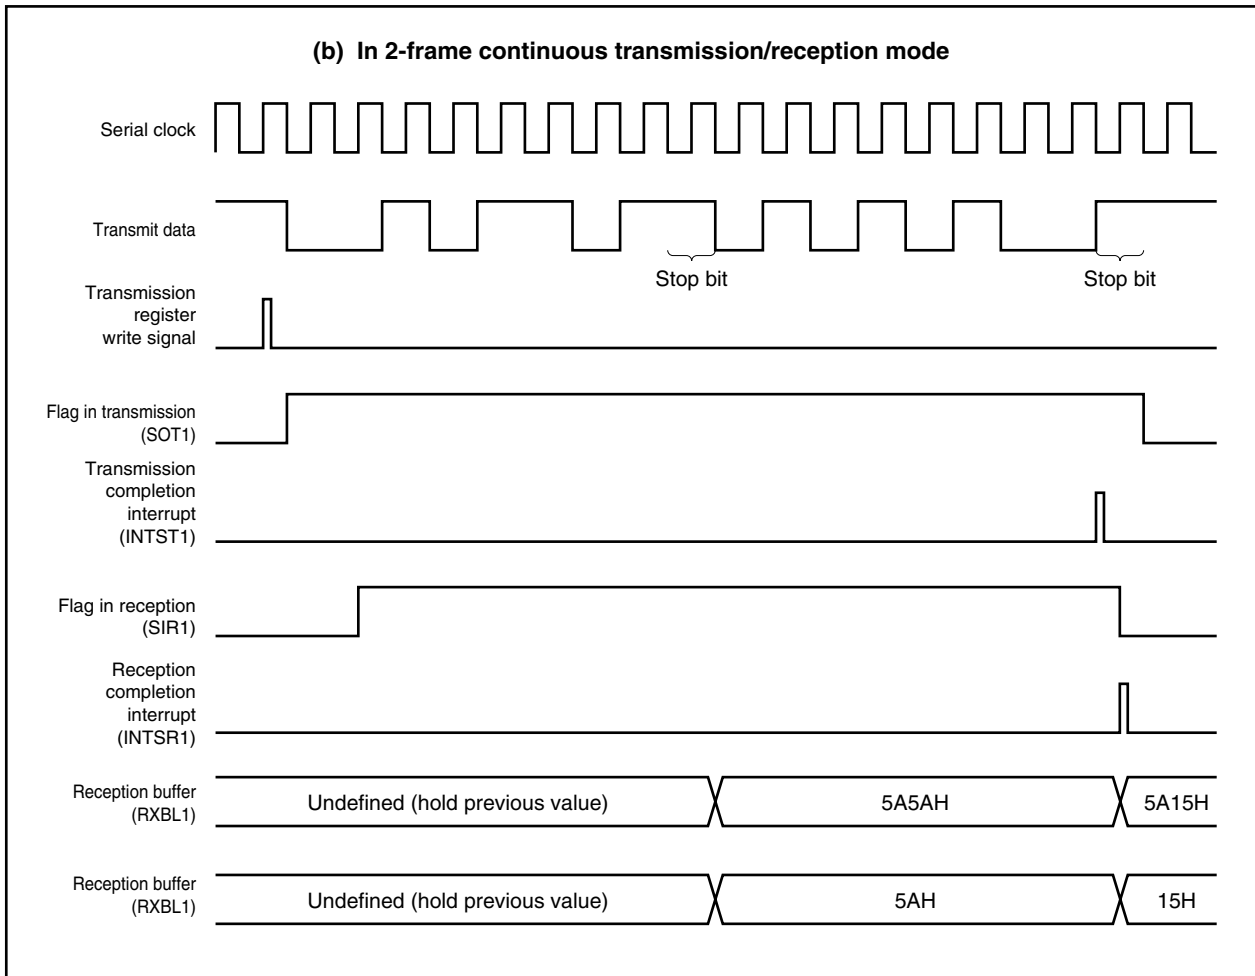 (b) In 2-frame continuous transmission/reception mode
Serial clock
Transmit data
Stop bit
Stop bit
Transmission
register
write signal
Flag in transmission
(SOT1)
Transmission
completion
interrupt
(INTST1)
Flag in reception
(SIR1)
Reception
completion
interrupt
(INTSR1)
Reception buffer
(RXBL1)
Undefined (hold previous value)
5A5AH
5A15H
Reception buffer
(RXBL1)
Undefined (hold previous value)
5AH
15H